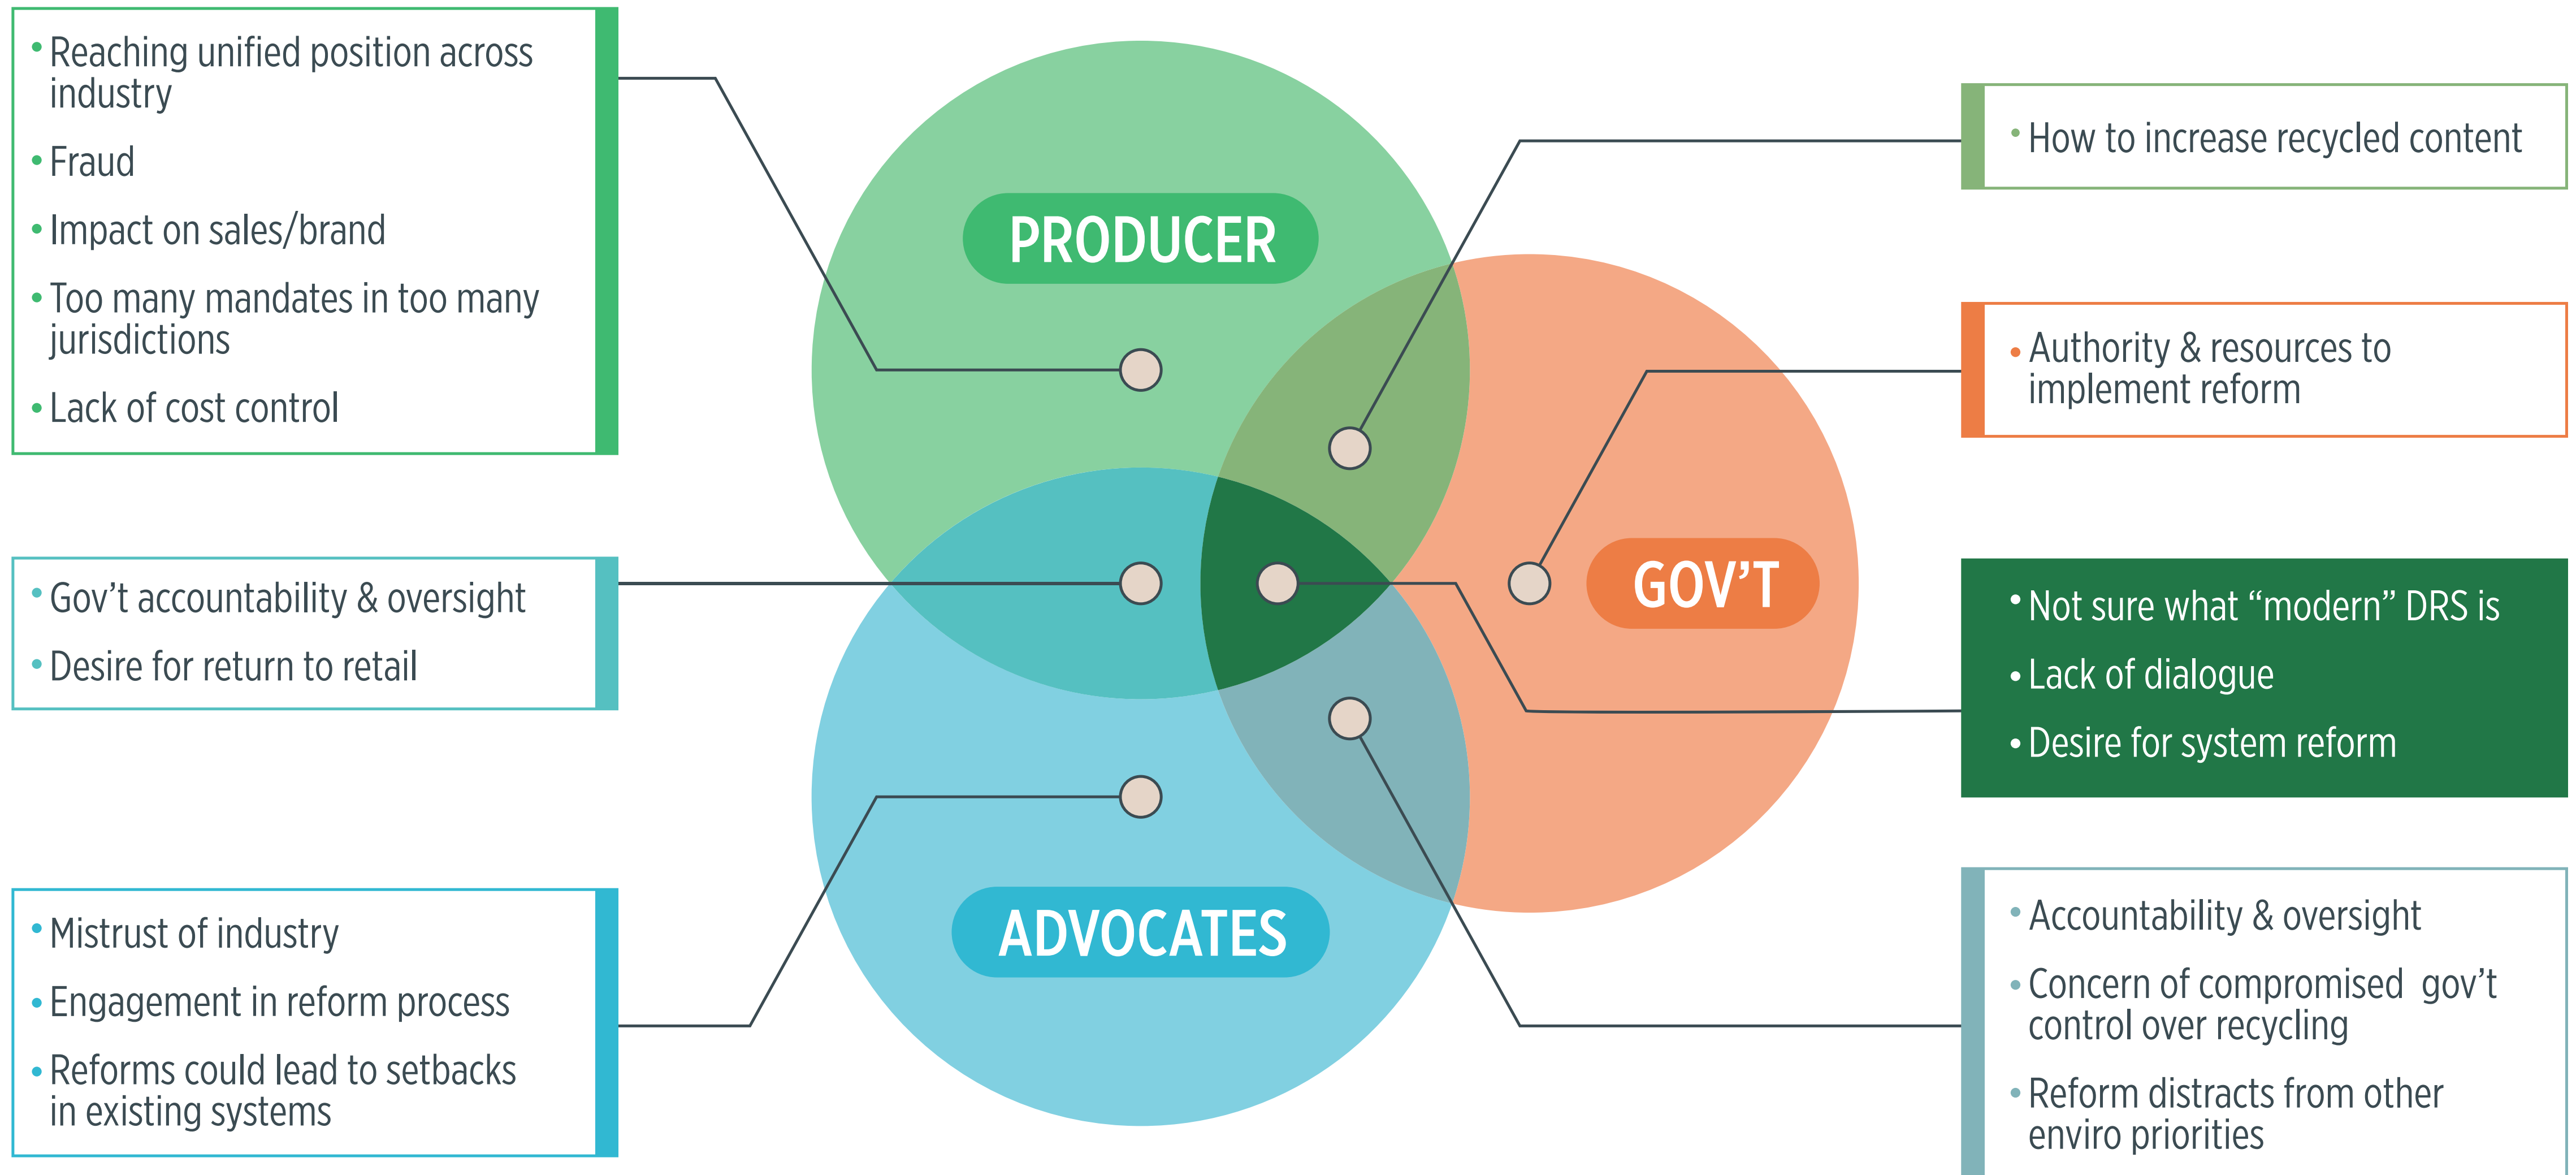 • Reaching unified position across
industry
• Fraud
• Impact on sales/brand
• Too many mandates in too many
jurisdictions
• Lack of cost control
• Gov’t accountability & oversight
• Desire for return to retail
• Mistrust of industry
• Engagement in reform process
• Reforms could lead to setbacks
in existing systems
PRODUCER
GOV’T
ADVOCATES
• How to increase recycled content
• Authority & resources to
implement reform
• Not sure what “modern” DRS is
• Lack of dialogue
• Desire for system reform
• Accountability & oversight
• Concern of compromised gov’t
control over recycling
• Reform distracts from other
enviro priorities